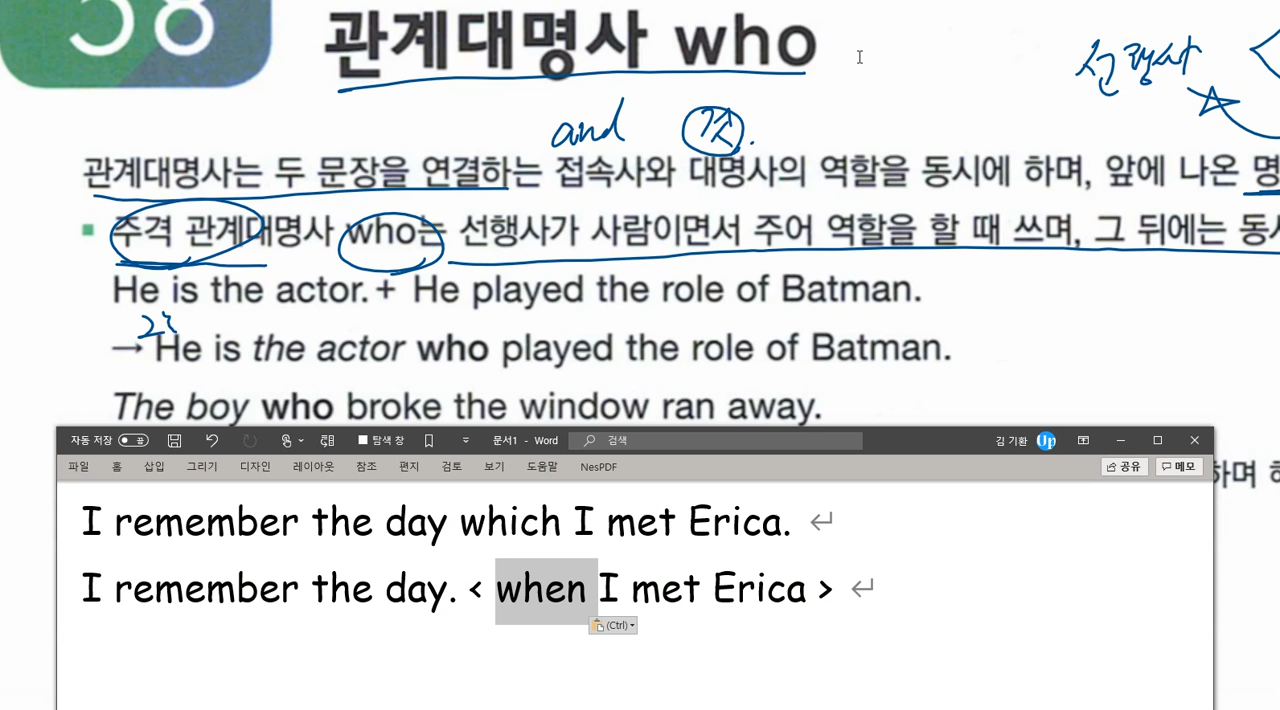 58
관계대명사 who
선행사
and 것.
관계대명사는 두 문장을 연결하는 접속사와 대명사의 역할을 동시에 하며, 앞에 나온 명
주격 관계대명사 who는 선행사가 사람이면서 주어 역할을 할 때 쓰며, 그 뒤에는 동
He is the actor. + He played the role of Batman.
→ He is the actor who played the role of Batman.
The boy who broke the window ran away.
자동 저장 끔 탐색 창 문서1 - Word 검색 김 기환 Up
파일 홈 삽입 그리기 디자인 레이아웃 참조 편지 검토 보기 도움말 NesPDF 공유 메모
하며
I remember the day which I met Erica.
I remember the day. < when I met Erica >
(Ctrl)